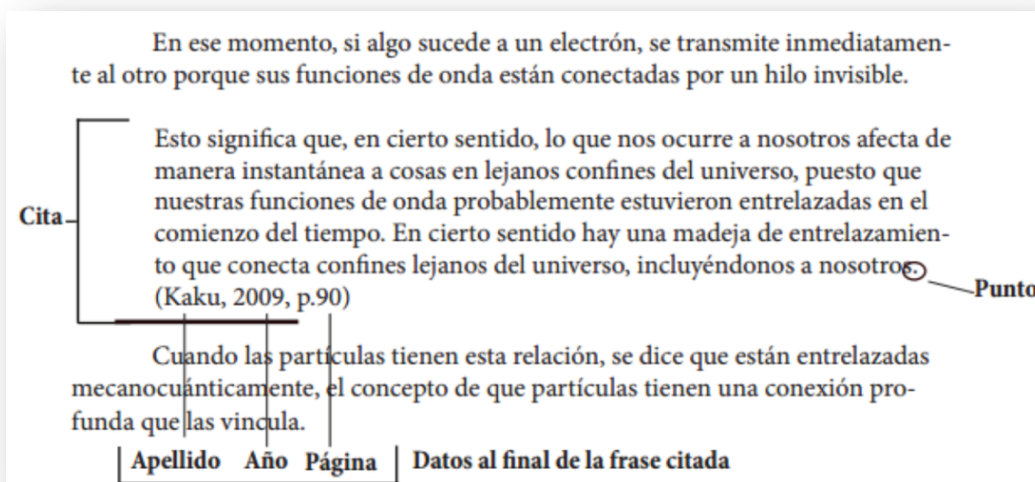 En ese momento, si algo sucede a un electrón, se transmite inmediatamen-
te al otro porque sus funciones de onda están conectadas por un hilo invisible.
Esto significa que, en cierto sentido, lo que nos ocurre a nosotros afecta de
manera instantánea a cosas en lejanos confines del universo, puesto que
nuestras funciones de onda probablemente estuvieron entrelazadas en el
Cita
comienzo del tiempo. En cierto sentido hay una madeja de entrelazamien-
to que conecta confines lejanos del universo, incluyéndonos a nosotros.
Punto
(Kaku, 2009, p.90)
Cuando las partículas tienen esta relación, se dice que están entrelazadas
mecanocuánticamente, el concepto de que partículas tienen una conexión pro-
funda que las vincula.
Apellido Año Página Datos al final de la frase citada